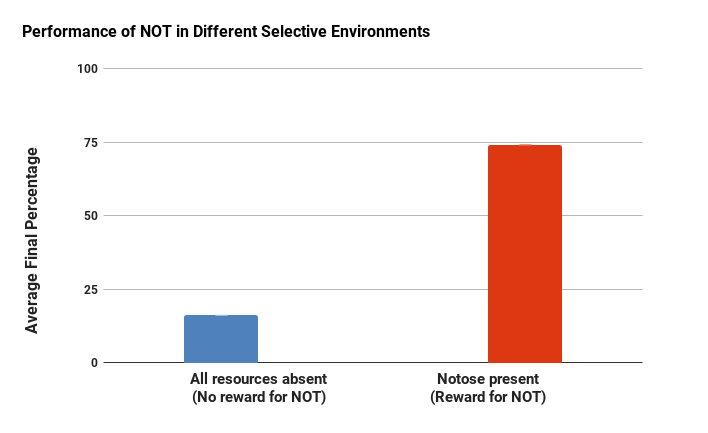 Performance of NOT in Different Selective Environments
100
75
50
25
0
Average Final Percentage
All resources absent
(No reward for NOT)
Notose present
(Reward for NOT)